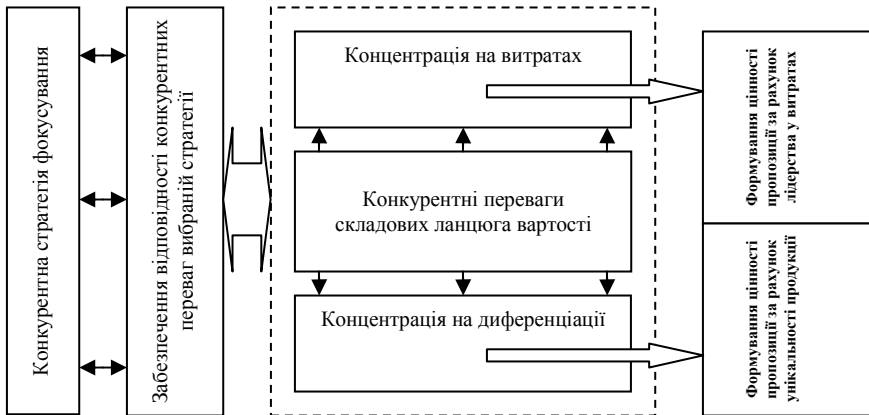 Конкурентна стратегія фокусування
Забезпечення відповідності конкурентних
переваг вибраній стратегії
Концентрація на витратах
Конкурентні переваги
складових ланцюга вартості
Концентрація на диференціації
Формування цінності
пропозиції за рахунок
лідерства у витратах
Формування цінності
пропозиції за рахунок
унікальності продукції